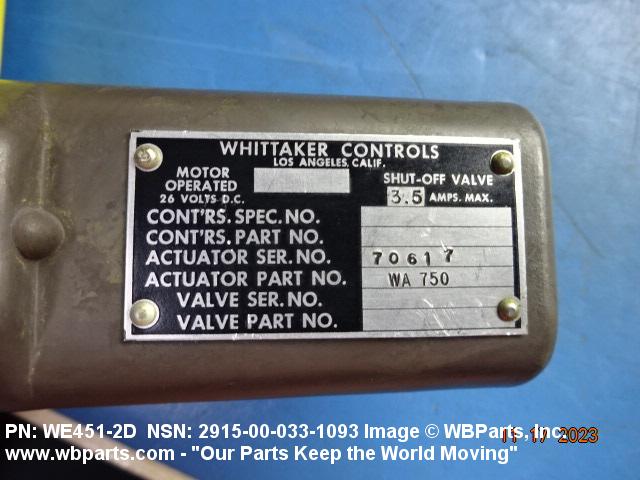 WHITTAKER CONTROLS
LOS ANGELES, CALIF.
MOTOR OPERATED
26 VOLTS D.C.
SHUT-OFF VALVE
3.5 AMPS. MAX.
CONT'RS. SPEC. NO.
CONT'RS. PART NO.
ACTUATOR SER. NO. 70617
ACTUATOR PART NO. WA 750
VALVE SER. NO.
VALVE PART NO.
PN: WE451-2D NSN: 2915-00-033-1093 Image © WBParts, Inc.
11 17 2023
www.wbparts.com - "Our Parts Keep the World Moving"